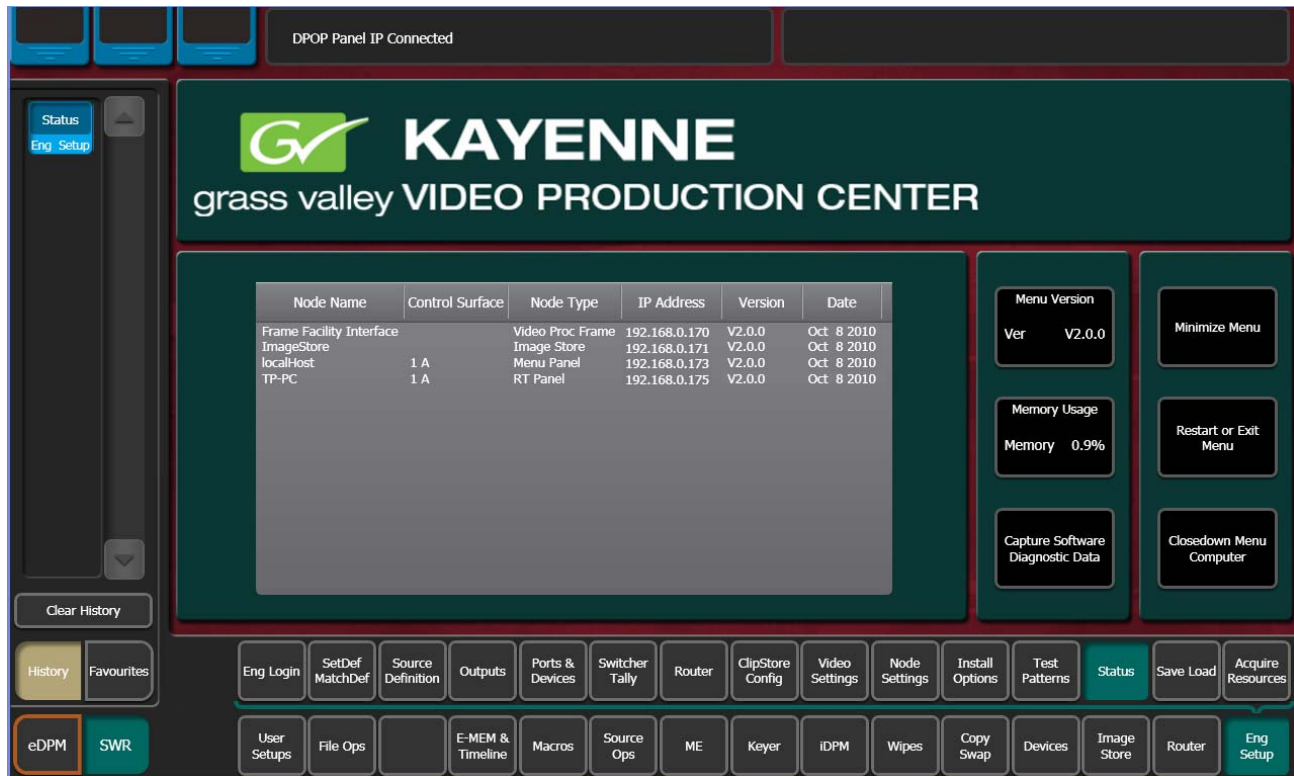 DPOP Panel IP Connected
Status
Eng Setup
GV
KAYENNE
grass valley VIDEO PRODUCTION CENTER
Node Name Control Surface Node Type IP Address Version Date
Frame Facility Interface Video Proc Frame 192.168.0.170 V2.0.0 Oct 8 2010
ImageStore Image Store 192.168.0.171 V2.0.0 Oct 8 2010
localHost 1 A Menu Panel 192.168.0.173 V2.0.0 Oct 8 2010
TP-PC 1 A RT Panel 192.168.0.175 V2.0.0 Oct 8 2010
Menu Version
Ver V2.0.0
Memory Usage
Memory 0.9%
Capture Software
Diagnostic Data
Minimize Menu
Restart or Exit
Menu
Closedown Menu
Computer
Clear History
History
Favourites
Eng Login
SetDef
MatchDef
Source
Definition
Outputs
Ports &
Devices
Switcher
Tally
Router
ClipStore
Config
Video
Settings
Node
Settings
Install
Options
Test
Patterns
Status
Save Load
Acquire
Resources
eDPM
SWR
User
Setups
File Ops
E-MEM &
Timeline
Macros
Source
Ops
ME
Keyer
iDPM
Wipes
Copy
Swap
Devices
Image
Store
Router
Eng
Setup